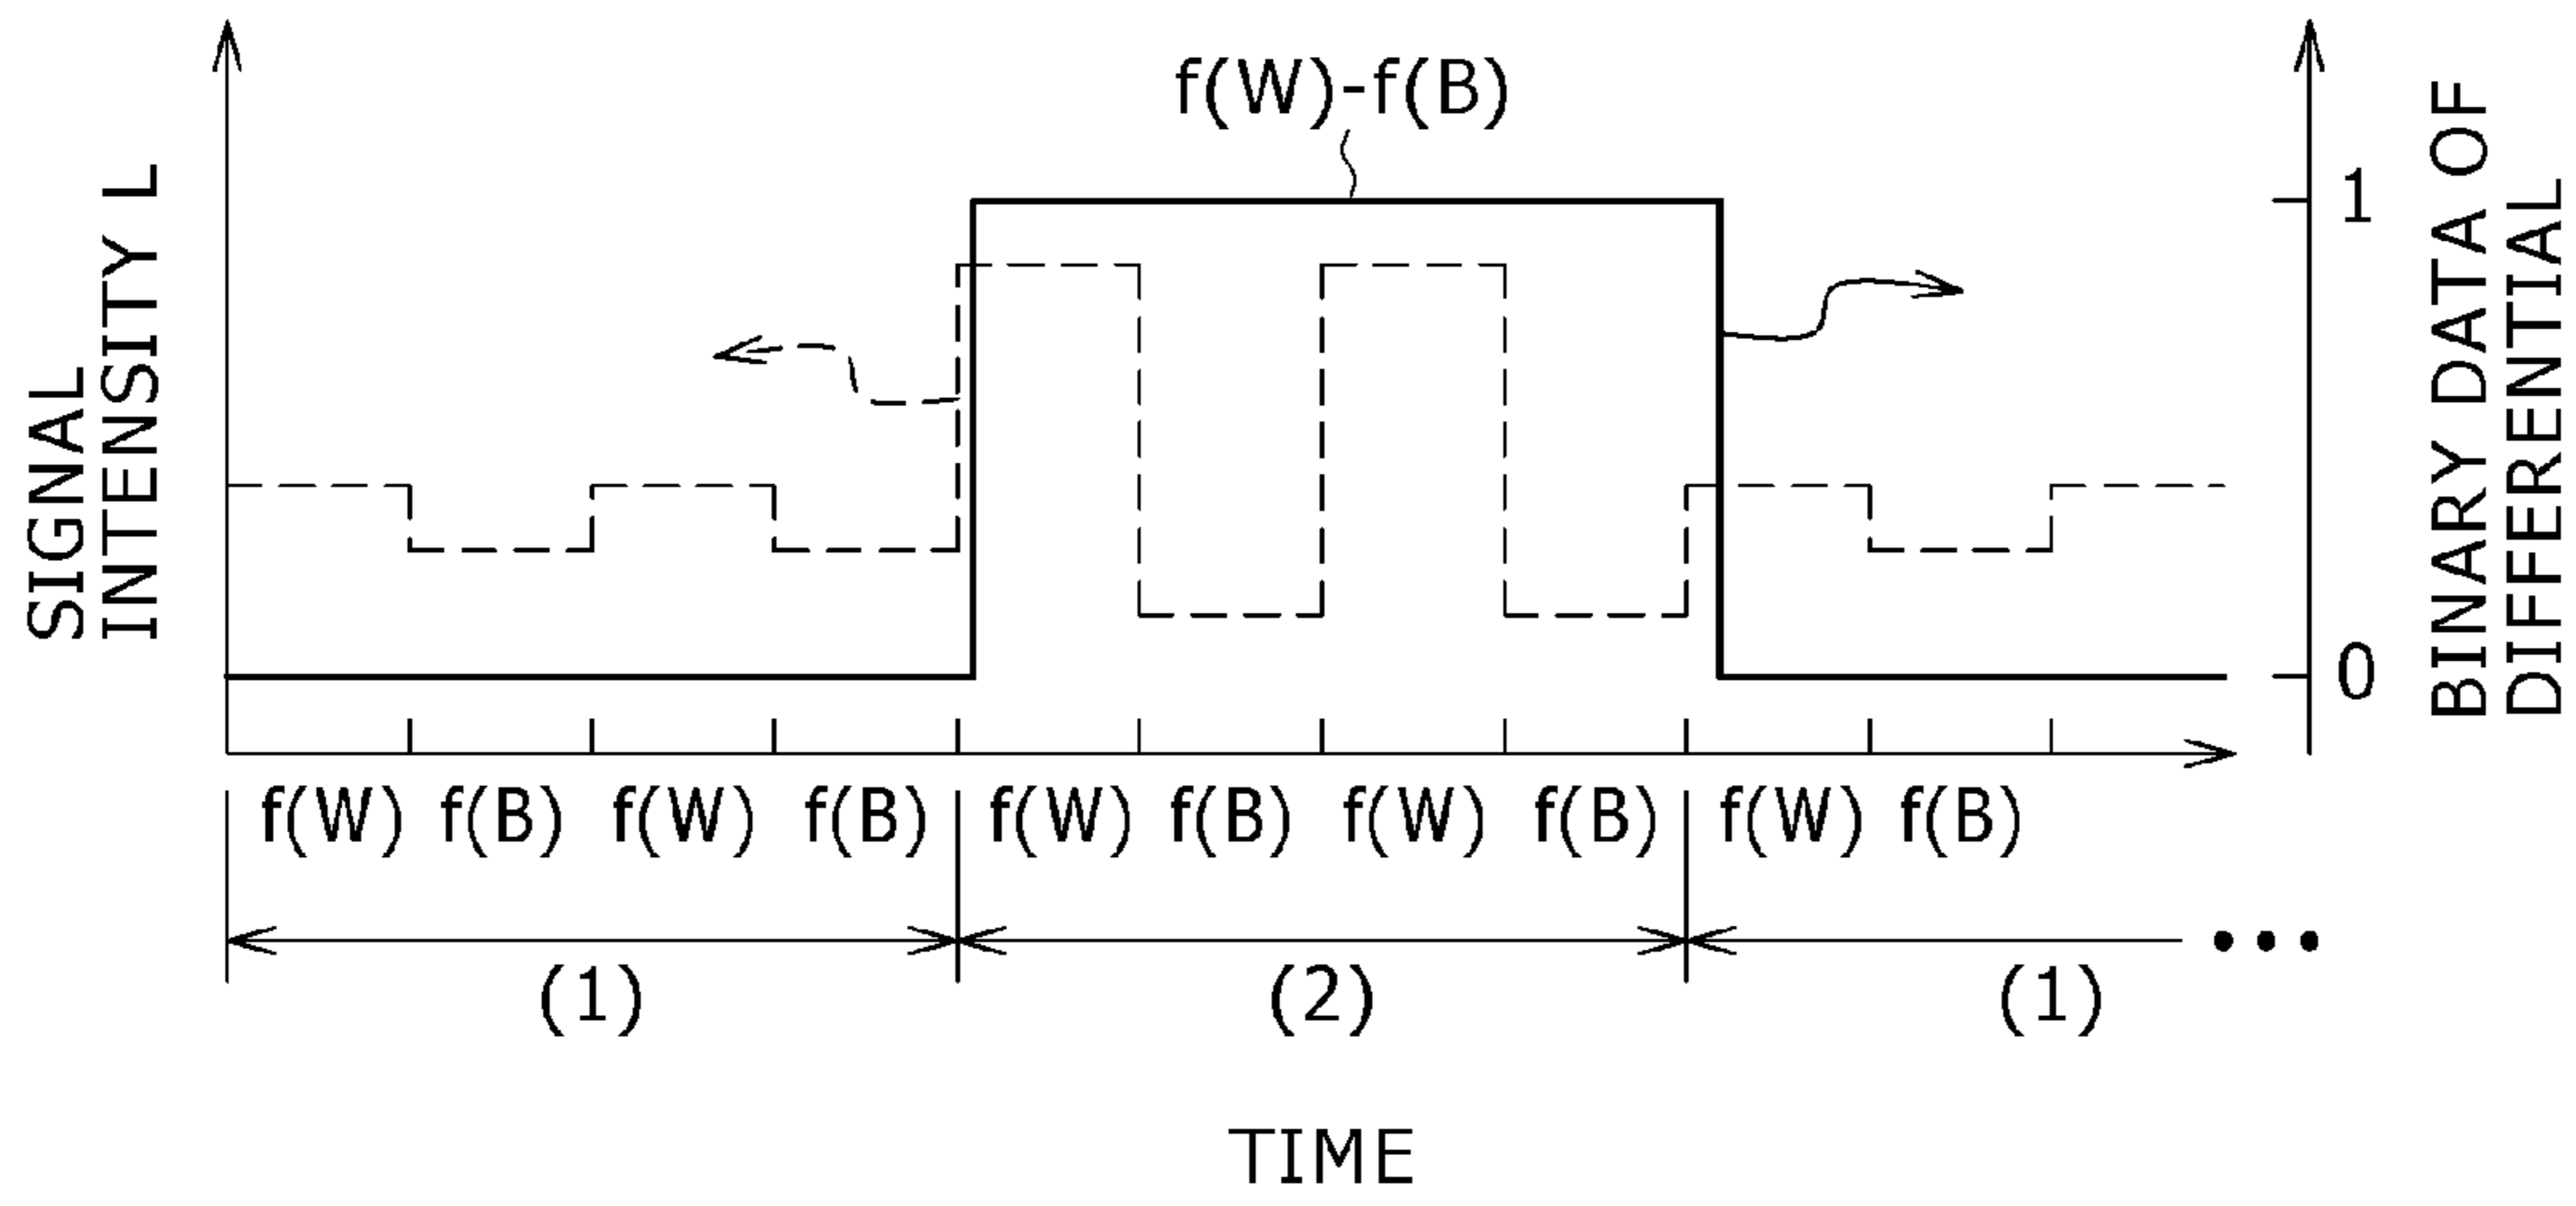 f(W)-f(B)
SIGNAL
INTENSITY L
1
0
BINARY DATA OF
DIFFERENTIAL
f(W) f(B) f(W) f(B) f(W) f(B) f(W) f(B) f(W) f(B)
(1) (2) (1) •••
TIME